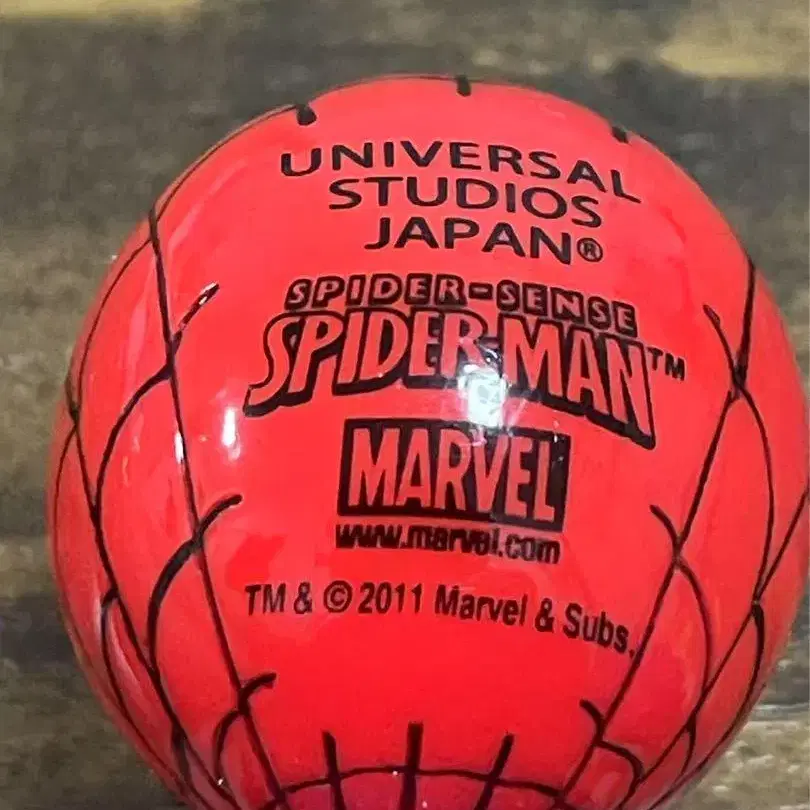 UNIVERSAL
STUDIOS
JAPAN®
SPIDER-SENSE
SPIDER-MAN™
MARVEL
www.marvel.com
TM & © 2011 Marvel & Subs.